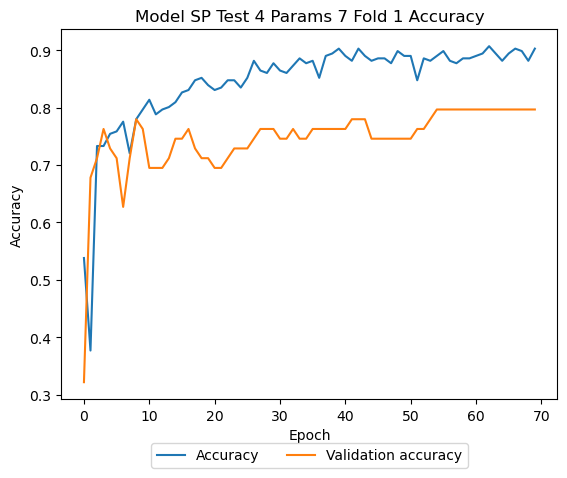 Model SP Test 4 Params 7 Fold 1 Accuracy
Accuracy
0.9
0.8
0.7
0.6
0.5
0.4
0.3
0 10 20 30 40 50 60 70
Epoch
Accuracy Validation accuracy